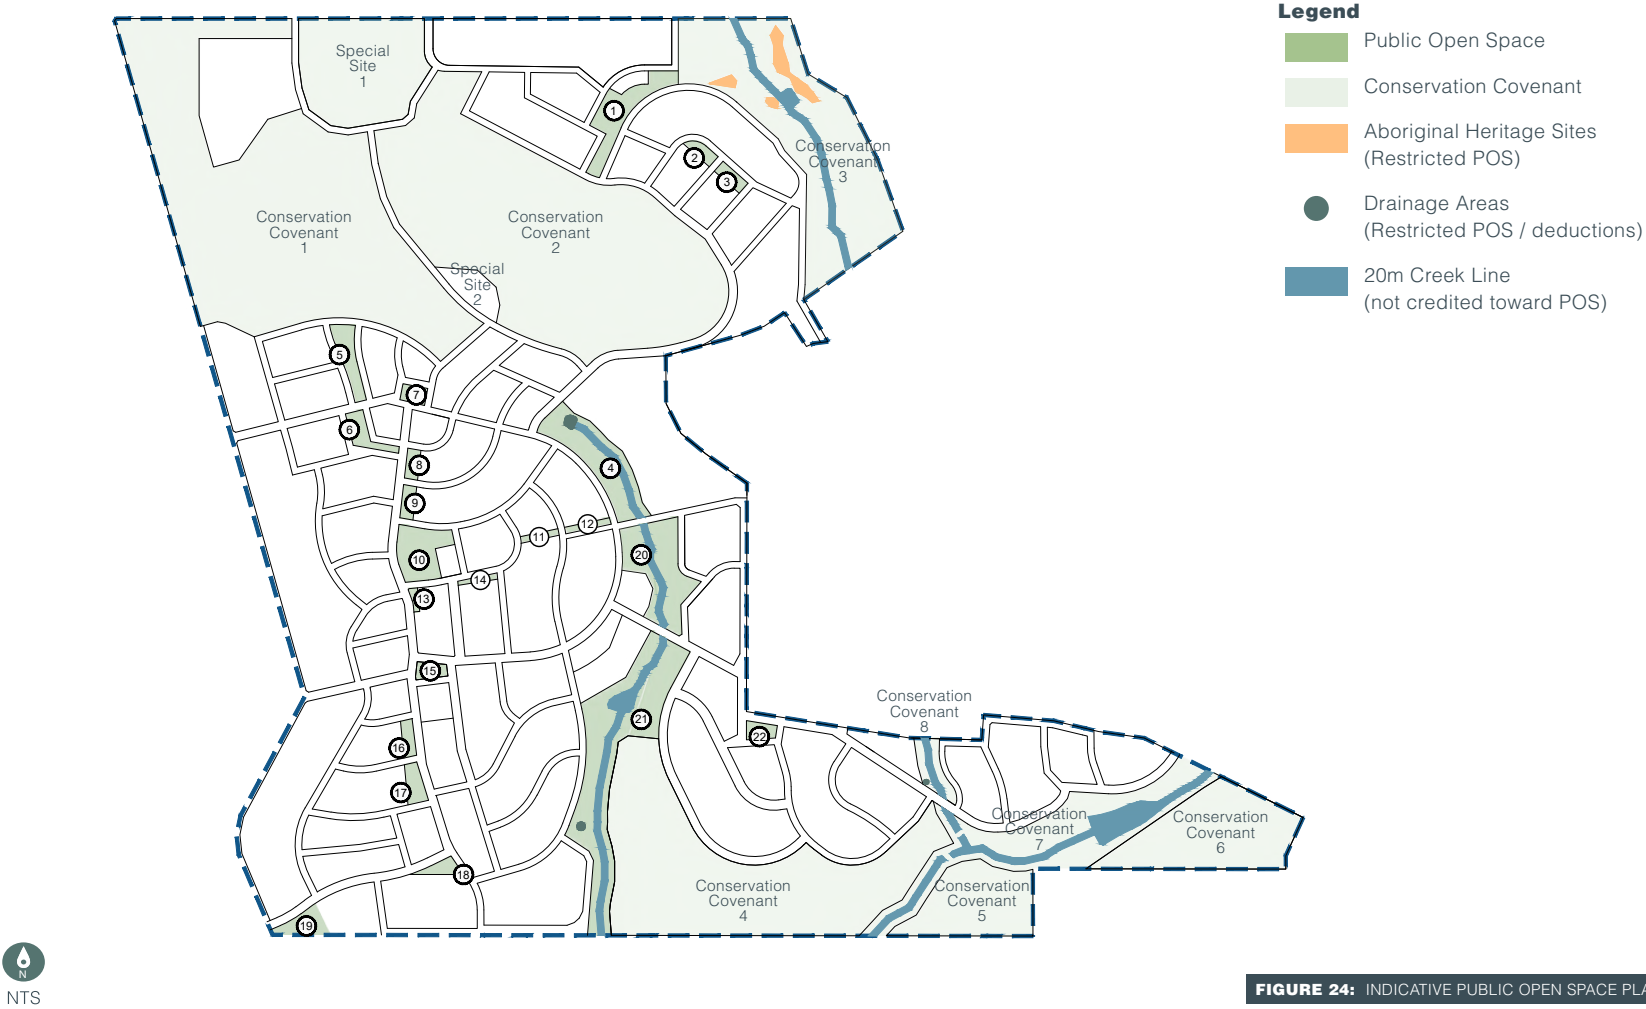 Legend
Public Open Space
Conservation Covenant
Aboriginal Heritage Sites
(Restricted POS)
Drainage Areas
(Restricted POS / deductions)
20m Creek Line
(not credited toward POS)
Special
Site
1
1
2
3
Conservation
Covenant
3
Conservation
Covenant
1
Conservation
Covenant
2
Special
Site
2
5
7
6
4
8
9
11
12
10
20
14
13
15
21
16
22
17
18
19
Conservation
Covenant
8
Conservation
Covenant
7
Conservation
Covenant
6
Conservation
Covenant
4
Conservation
Covenant
5
N
NTS
FIGURE 24: INDICATIVE PUBLIC OPEN SPACE PLA